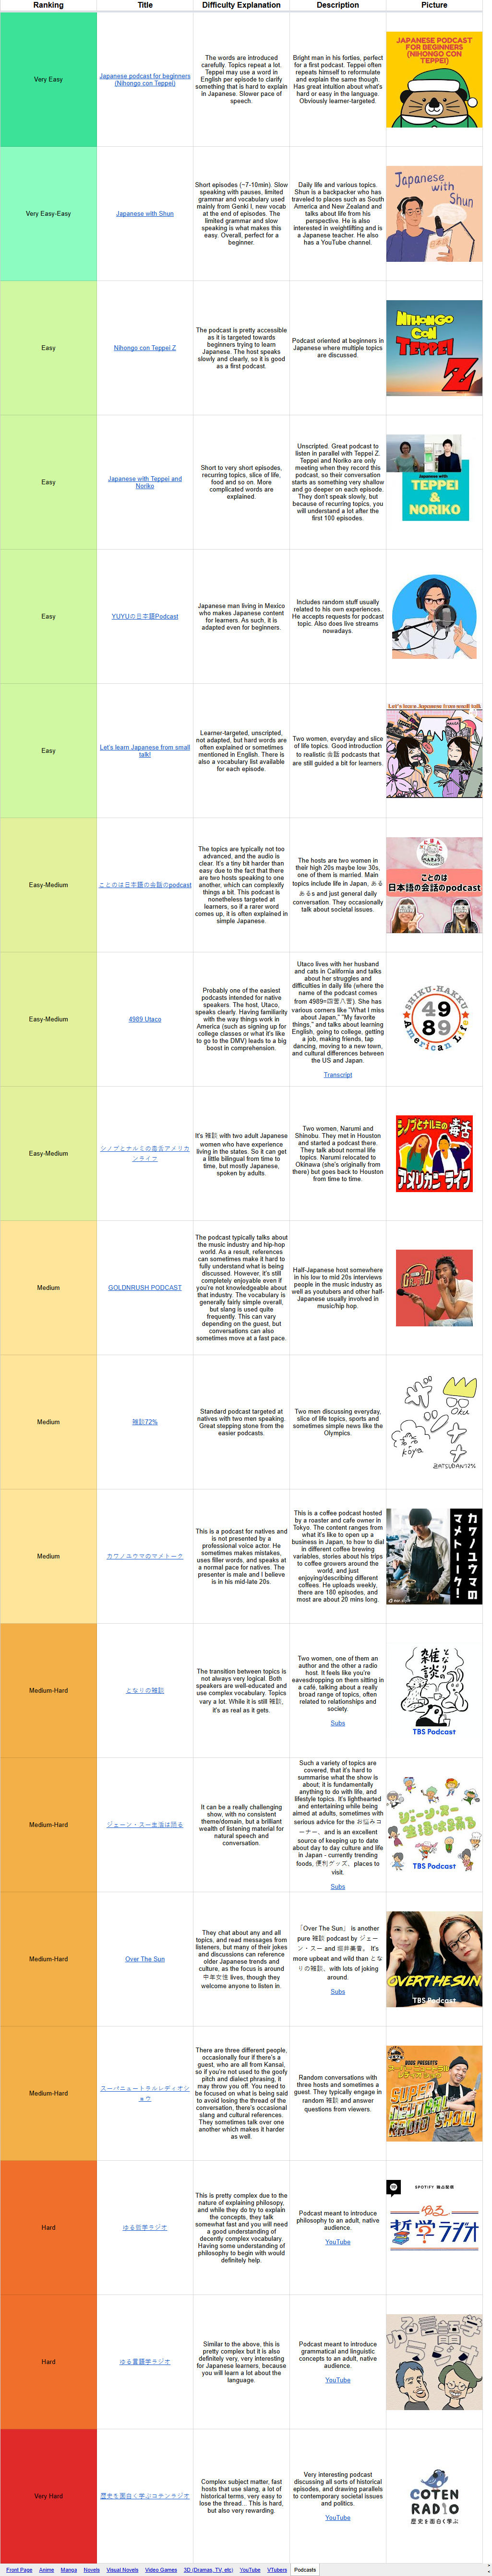 Ranking Title Difficulty Explanation Description Picture
Very Easy
Japanese podcast for beginners
(Nihongo con Teppei)
The words are introduced
carefully. Topics repeat a lot.
Teppei may use a word in
English per episode to clarify
something that is hard to explain
in Japanese. Slower pace of
speech.
Bright man in his forties, perfect
for a first podcast. Teppei often
repeats himself to reformulate
and explain the same though.
Has great intuition about what's
hard or easy in the language.
Obviously learner-targeted.
JAPANESE PODCAST
FOR BEGINNERS
(NIHONGO CON
TEPPEI)
Very Easy-Easy
Japanese with Shun
Short episodes (~7-10min). Slow
speaking with pauses, limited
grammar and vocabulary used
mainly from Genki I, new vocab
at the end of episodes. The
limited grammar and slow
speaking is what makes this
easy. Overall, perfect for a
beginner.
Daily life and various topics.
Shun is a backpacker who has
traveled to places such as South
America and New Zealand and
talks about life from his
perspective. He is also
interested in weightlifting and is
a Japanese teacher. He also
has a YouTube channel.
Japanese
with
Shun
Easy
Nihongo con Teppei Z
The podcast is pretty accessible
as it is targeted towards
beginners trying to learn
Japanese. The host speaks
slowly and clearly, so it is good
as a first podcast.
Podcast oriented at beginners in
Japanese where multiple topics
are discussed.
NIHONGO
CON
TEPPEI
Z
Easy
Japanese with Teppei and
Noriko
Short to very short episodes,
recurring topics, slice of life,
food and so on. More
complicated words are
explained.
Unscripted. Great podcast to
listen in parallel with Teppei Z.
Teppei and Noriko are only
meeting when they record this
podcast, so their conversation
starts as something very shallow
and go deeper on each episode.
They don't speak slowly, but
because of recurring topics, you
will understand a lot after the
first 100 episodes.
Japanese with
TEPPEI
&
NORIKO
Easy
YUYUの日本語Podcast
Japanese man living in Mexico
who makes Japanese content
for learners. As such, it is
adapted even for beginners.
Includes random stuff usually
related to his own experiences.
He accepts requests for podcast
topic. Also does live streams
nowadays.
Easy
Let's learn Japanese from small
talk!
Learner-targeted, unscripted,
not adapted, but hard words are
often explained or sometimes
mentioned in English. There is
also a vocabulary list available
for each episode.
Two women, everyday and slice
of life topics. Good introduction
to realistic 会話 podcasts that
are still guided a bit for learners.
Let's learn Japanese from small talk
Easy-Medium
ことのは日本語の会話のpodcast
The topics are typically not too
advanced, and the audio is
clear. It's a tiny bit harder than
easy due to the fact that there
are two hosts speaking to one
another, which can complexify
things a bit. This podcast is
nonetheless targeted at
learners, so if a rarer word
comes up, it is often explained in
simple Japanese.
The hosts are two women in
their high 20s maybe low 30s,
one of them is married. Main
topics include life in Japan, ある
あるs and just general daily
conversation. They occasionally
talk about societal issues.
ことのは
日本語の会話のpodcast
Easy-Medium
4989 Utaco
Probably one of the easiest
podcasts intended for native
speakers. The host, Utaco,
speaks clearly. Having familiarity
with the way things work in
America (such as signing up for
college classes or what it's like
to go to the DMV) leads to a big
boost in comprehension.
Utaco lives with her husband
and cats in California and talks
about her struggles and
difficulties in daily life (where the
name of the podcast comes
from 4989=四苦八苦). She has
various corners like "What I miss
about Japan," "My favorite
things," and talks about learning
English, going to college, getting
a job, making friends, tap
dancing, moving to a new town,
and cultural differences between
the US and Japan.
Transcript
SHIKU-HAKKU
49
89
American Life
Easy-Medium
シノブとナルミの毒舌アメリカ
ンライフ
It's 雑談 with two adult Japanese
women who have experience
living in the states. So it can get
a little bilingual from time to
time, but mostly Japanese,
spoken by adults.
Two women, Narumi and
Shinobu. They met in Houston
and started a podcast there.
They talk about normal life
topics. Narumi relocated to
Okinawa (she's originally from
there) but goes back to Houston
from time to time.
シノブとナルミの毒舌
アメリカンライフ
Medium
GOLDNRUSH PODCAST
The podcast typically talks about
the music industry and hip-hop
world. As a result, references
can sometimes make it hard to
fully understand what is being
discussed. However, it's still
completely enjoyable even if
you're not knowledgeable about
that industry. The vocabulary is
generally fairly simple overall,
but slang is used quite
frequently. This can vary
depending on the guest, but
conversations can also
sometimes move at a fast pace.
Half-Japanese host somewhere
in his low to mid 20s interviews
people in the music industry as
well as youtubers and other half-
Japanese usually involved in
music/hip hop.
Medium
雑談72%
Standard podcast targeted at
natives with two men speaking.
Great stepping stone from the
easier podcasts.
Two men discussing everyday,
slice of life topics, sports and
sometimes simple news like the
Olympics.
Oku
Koya
ZATSUDAN72%
Medium
カワノユウマのマメトーク
This is a podcast for natives and
is not presented by a
professional voice actor. He
sometimes makes mistakes,
uses filler words, and speaks at
a normal pace for natives. The
presenter is male and I believe
is in his mid-late 20s.
This is a coffee podcast hosted
by a roaster and cafe owner in
Tokyo. The content ranges from
what it's like to open up a
business in Japan, to how to dial
in different coffee brewing
variables, stories about his trips
to coffee growers around the
world, and just
enjoying/describing different
coffees. He uploads weekly,
there are 180 episodes, and
most are about 20 mins long.
カワノユウマの
マメトーーク!
Medium-Hard
となりの雑談
The transition between topics is
not always very logical. Both
speakers are well-educated and
use complex vocabulary. Topics
vary a lot. While it is still 雑談,
it's as real as it gets.
Two women, one of them an
author and the other a radio
host. It feels like you're
eavesdropping on them sitting in
a café, talking about a really
broad range of topics, often
related to relationships and
society.
Subs
となりの
雑談
TBS Podcast
Medium-Hard
ジェーン・スー生活は踊る
It can be a really challenging
show, with no consistent
theme/domain, but a brilliant
wealth of listening material for
natural speech and
conversation.
Such a variety of topics are
covered, that it's hard to
summarise what the show is
about; it is fundamentally
anything to do with life, and
lifestyle topics. It's lighthearted
and entertaining while being
aimed at adults, sometimes with
serious advice for the お悩みコ
ーナー, and is an excellent
source of keeping up to date
about day to day culture and life
in Japan - currently trending
foods, 便利グッズ, places to
visit.
Subs
ジェーン・スー
生活は踊る
TBS Podcast
Medium-Hard
Over The Sun
They chat about any and all
topics, and read messages from
listeners, but many of their jokes
and discussions can reference
older Japanese trends and
culture, as the focus is around
中年女性 lives, though they
welcome anyone to listen in.
「Over The Sun」 is another
pure 雑談 podcast by ジェー
ン・スー and 堀井美香。 It's
more upbeat and wild than とな
りの雑談, with lots of joking
around.
Subs
OVERTHESUN
TBS Podcast
Medium-Hard
スーパニュートラルレディオシ
ョウ
There are three different people,
occasionally four if there's a
guest, who are all from Kansai,
so if you're not used to the goofy
pitch and dialect phrasing, it
may throw you off. You need to
be focused on what is being said
to avoid losing the thread of the
conversation, there's occasional
slang and cultural references.
They sometimes talk over one
another which makes it harder
as well.
Random conversations with
three hosts and sometimes a
guest. They typically engage in
random 雑談 and answer
questions from viewers.
SUPER
NEUTRAL
RADIO SHOW
Hard
ゆる哲学ラジオ
This is pretty complex due to the
nature of explaining philosophy,
and while they do try to explain
the concepts, they talk
somewhat fast and you will need
a good understanding of
decently complex vocabulary.
Having some understanding of
philosophy to begin with would
definitely help.
Podcast meant to introduce
philosophy to an adult, native
audience.
YouTube
SPOTIFY 独占配信
ゆる
哲学ラジオ
Hard
ゆる言語学ラジオ
Similar to the above, this is
pretty complex but it is also
definitely very, very interesting
for Japanese learners, because
you will learn a lot about the
language.
Podcast meant to introduce
grammatical and linguistic
concepts to an adult, native
audience.
YouTube
ゆる言語学
ラジオ
Very Hard
歴史を面白く学ぶコテンラジオ
Complex subject matter, fast
hosts that use slang, a lot of
historical terms, very easy to
lose the thread... This is hard,
but also very rewarding.
Very interesting podcast
discussing all sorts of historical
episodes, and drawing parallels
to contemporary societal issues
and politics.
YouTube
COTEN
RADIO
歴史を面白く学ぶ
Front Page Anime Manga Novels Visual Novels Video Games 3D (Dramas, TV, etc) YouTube VTubers Podcasts